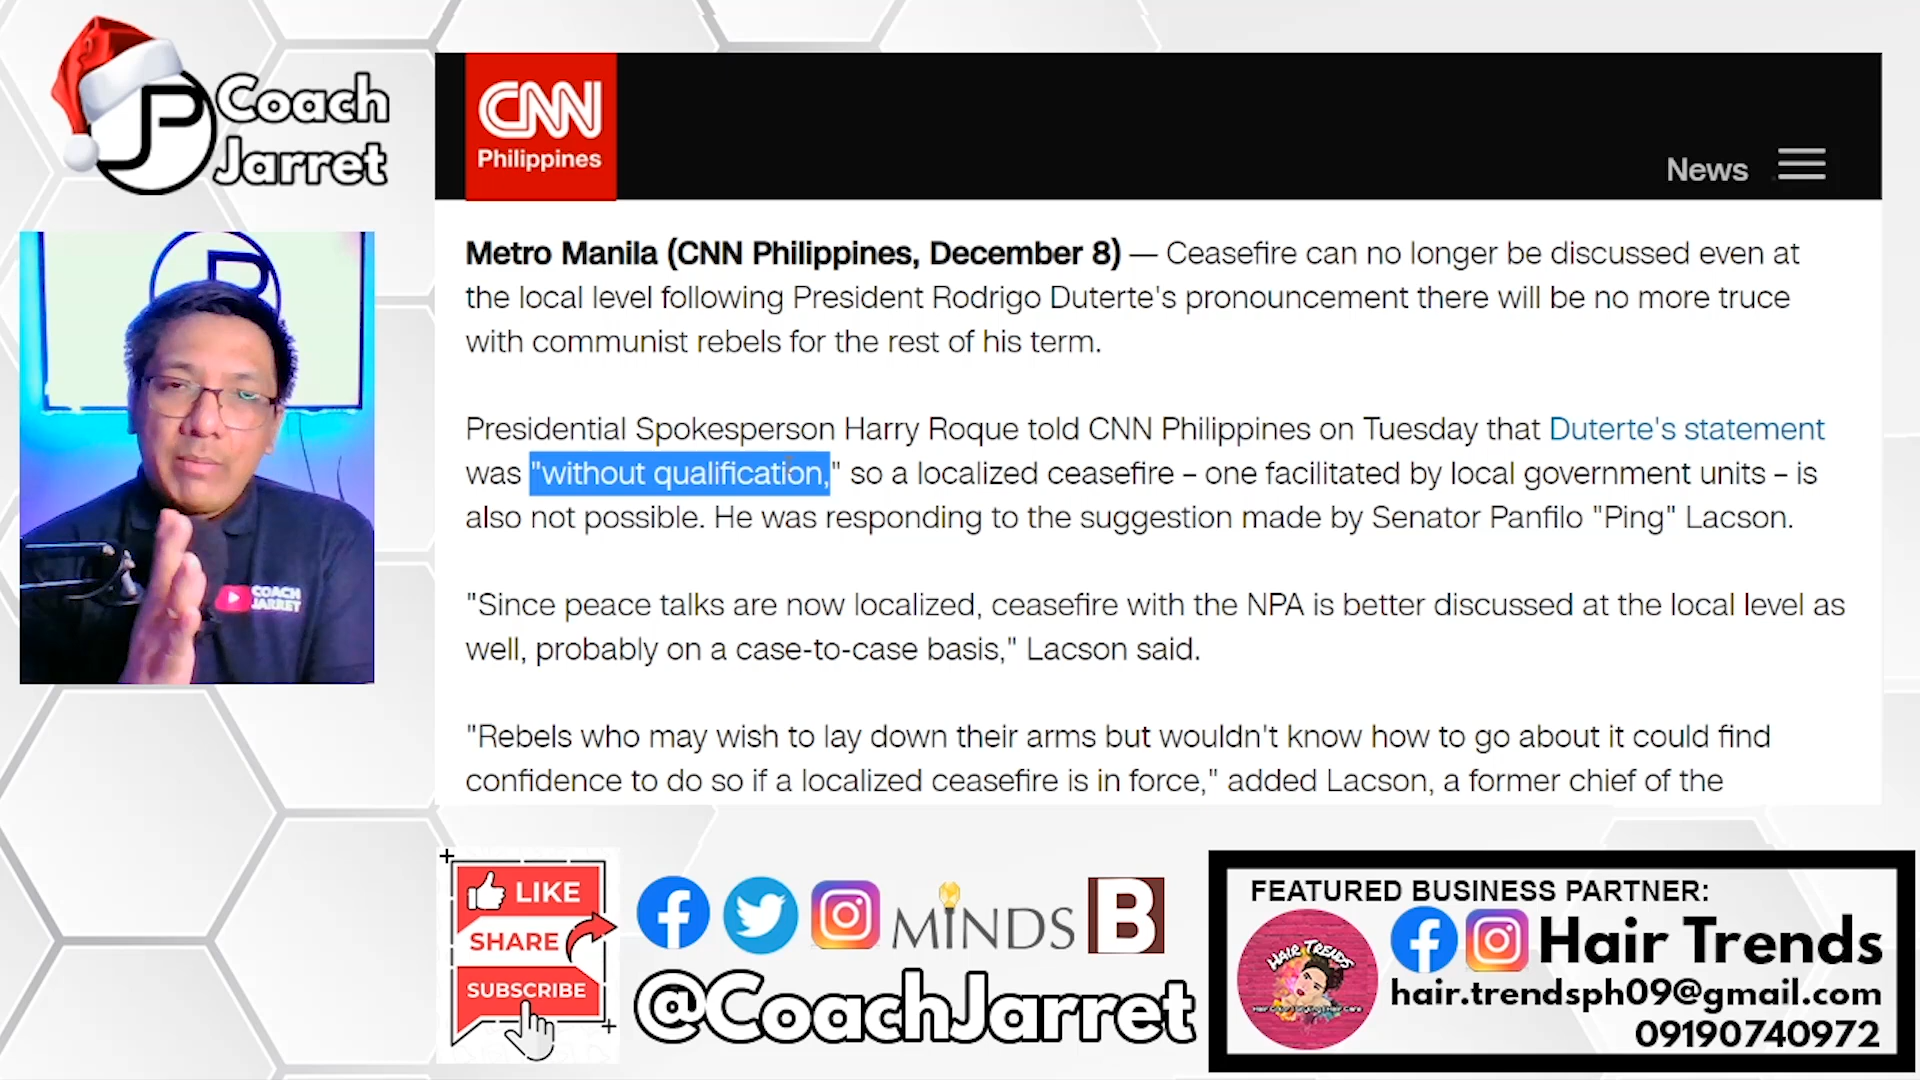 Coach
Jarret
CNN
Philippines
News
Metro Manila (CNN Philippines, December 8) — Ceasefire can no longer be discussed even at
the local level following President Rodrigo Duterte's pronouncement there will be no more truce
with communist rebels for the rest of his term.
Presidential Spokesperson Harry Roque told CNN Philippines on Tuesday that Duterte's statement
was "without qualification," so a localized ceasefire – one facilitated by local government units – is
also not possible. He was responding to the suggestion made by Senator Panfilo "Ping" Lacson.
"Since peace talks are now localized, ceasefire with the NPA is better discussed at the local level as
well, probably on a case-to-case basis," Lacson said.
"Rebels who may wish to lay down their arms but wouldn't know how to go about it could find
confidence to do so if a localized ceasefire is in force," added Lacson, a former chief of the
COACH
JARRET
LIKE
SHARE
SUBSCRIBE
MINDS
B
@CoachJarret
FEATURED BUSINESS PARTNER:
HAIR TRENDS
Hair Trends
hair.trendsph09@gmail.com
09190740972